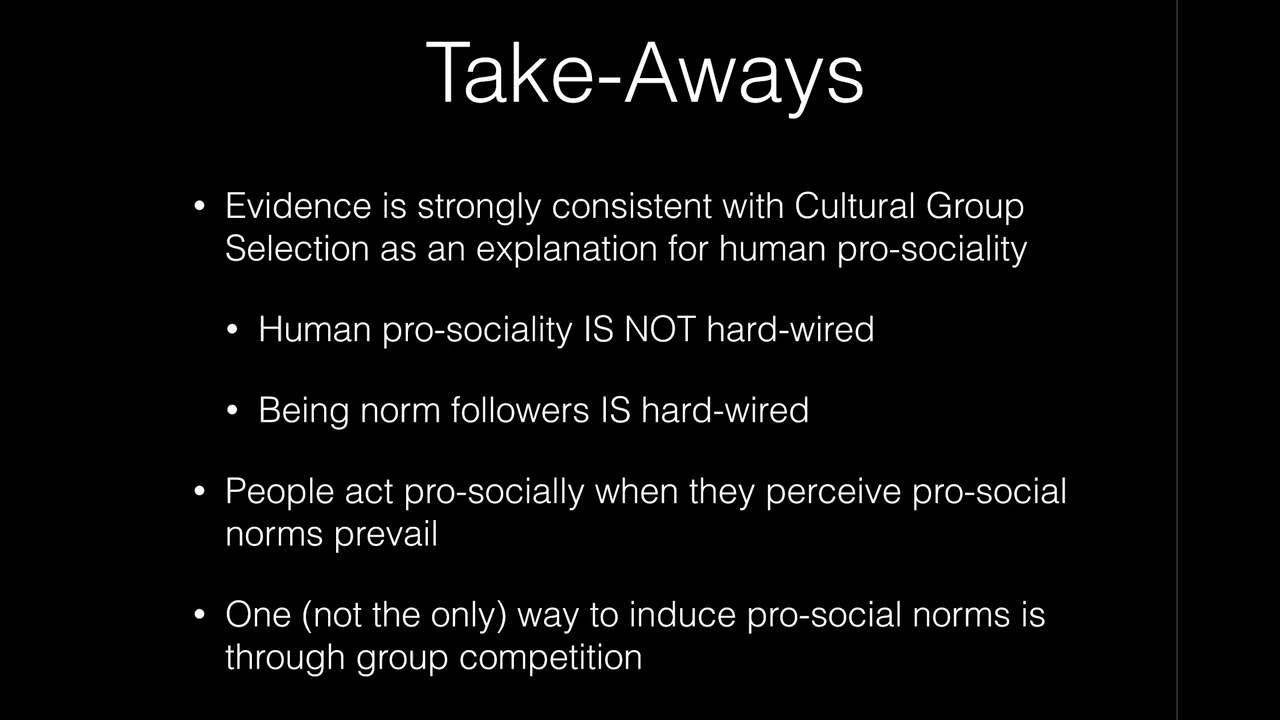 Take-Aways
• Evidence is strongly consistent with Cultural Group
Selection as an explanation for human pro-sociality
• Human pro-sociality IS NOT hard-wired
• Being norm followers IS hard-wired
• People act pro-socially when they perceive pro-social
norms prevail
• One (not the only) way to induce pro-social norms is
through group competition